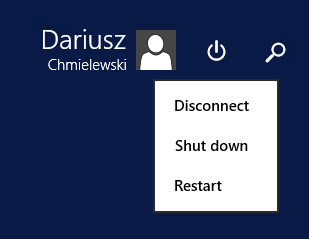 Dariusz
Chmielewski
Disconnect
Shut down
Restart